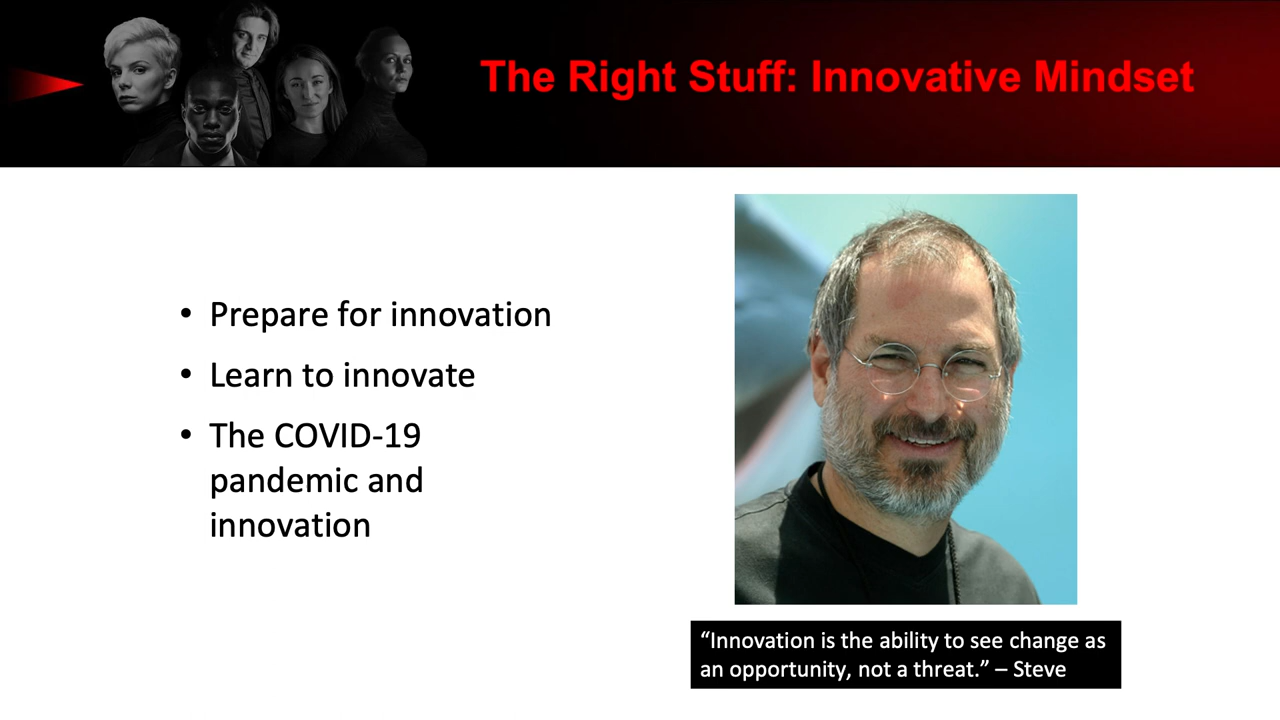 The Right Stuff: Innovative Mindset
• Prepare for innovation
• Learn to innovate
• The COVID-19
pandemic and
innovation
“Innovation is the ability to see change as
an opportunity, not a threat.” – Steve